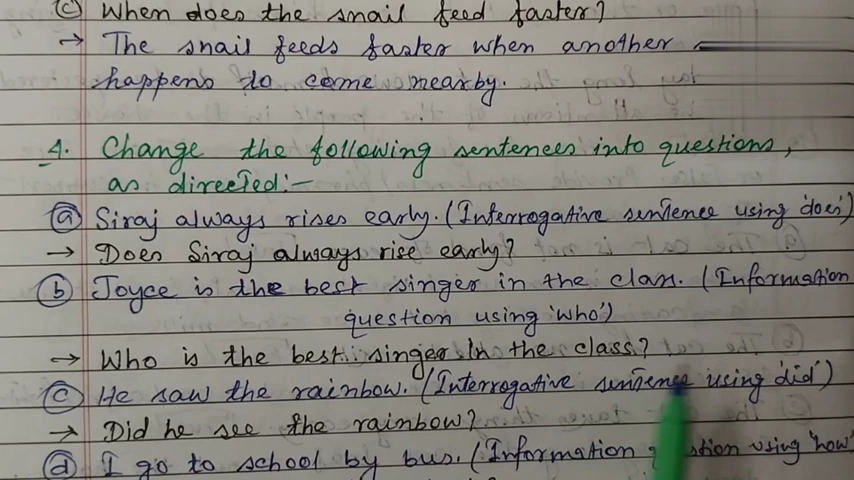 (c) When does the snail feed faster?
→ The snail feeds faster when another
happens to come nearby.
4. Change the following sentences into questions,
as directed:-
(a) Siraj always rises early. (Interrogative sentence using 'does')
→ Does Siraj always rise early?
(b) Joyce is the best singer in the class. (Information
question using 'who')
→ Who is the best singer in the class?
(c) He saw the rainbow. (Interrogative sentence using 'did')
→ Did he see the rainbow?
(d) I go to school by bus. (Information question using 'how'